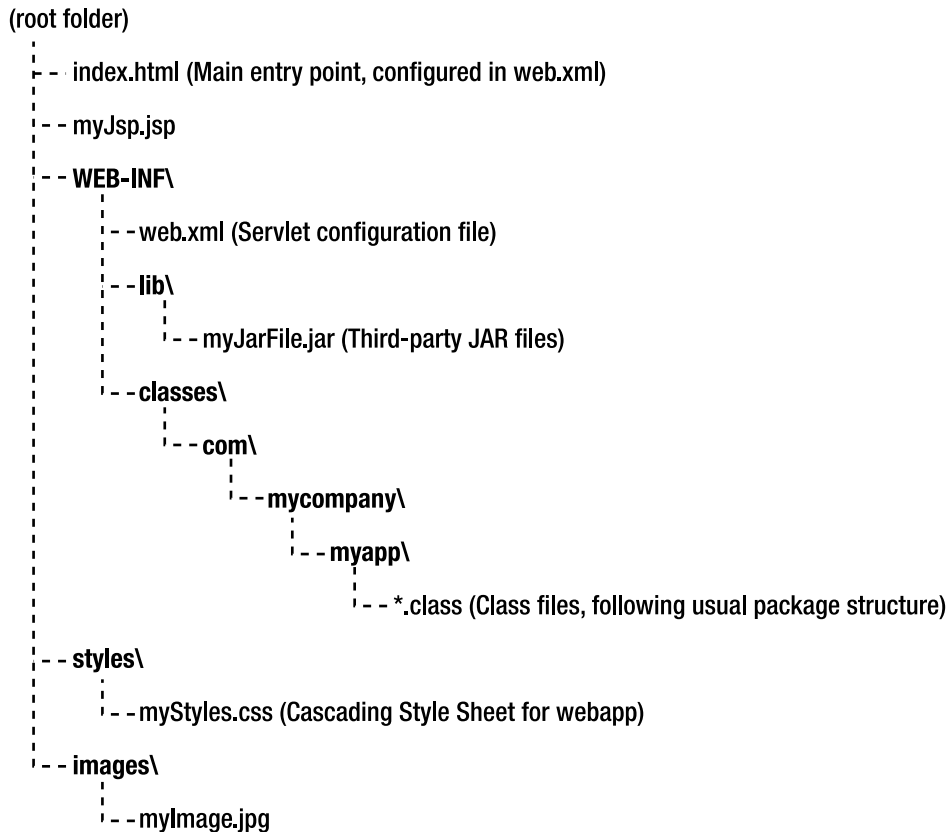 (root folder)
index.html (Main entry point, configured in web.xml)
myJsp.jsp
WEB-INF\
web.xml (Servlet configuration file)
lib\
myJarFile.jar (Third-party JAR files)
classes\
com\
mycompany\
myapp\
*.class (Class files, following usual package structure)
styles\
myStyles.css (Cascading Style Sheet for webapp)
images\
myImage.jpg